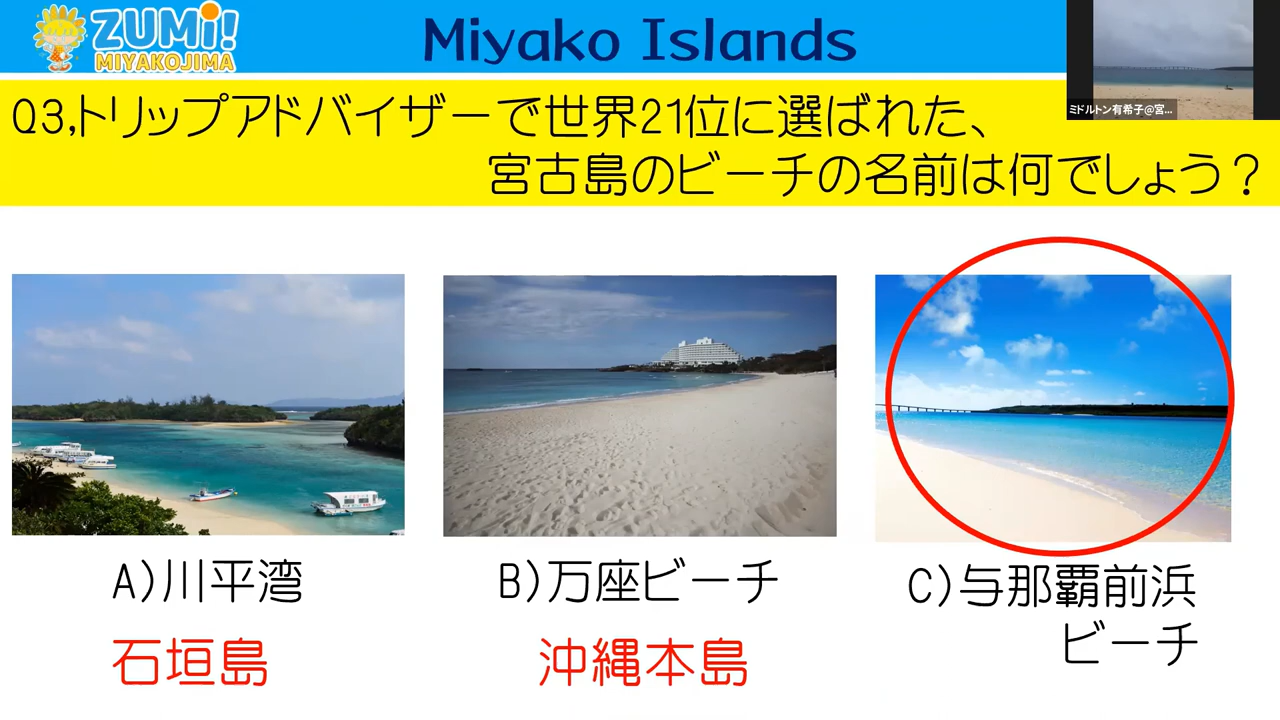 ZUMi!
MIYAKOJIMA
Miyako Islands
ミドルトン有希子@宮...
Q3,トリップアドバイザーで世界21位に選ばれた、
宮古島のビーチの名前は何でしょう？
A)川平湾
石垣島
B)万座ビーチ
沖縄本島
C)与那覇前浜
ビーチ